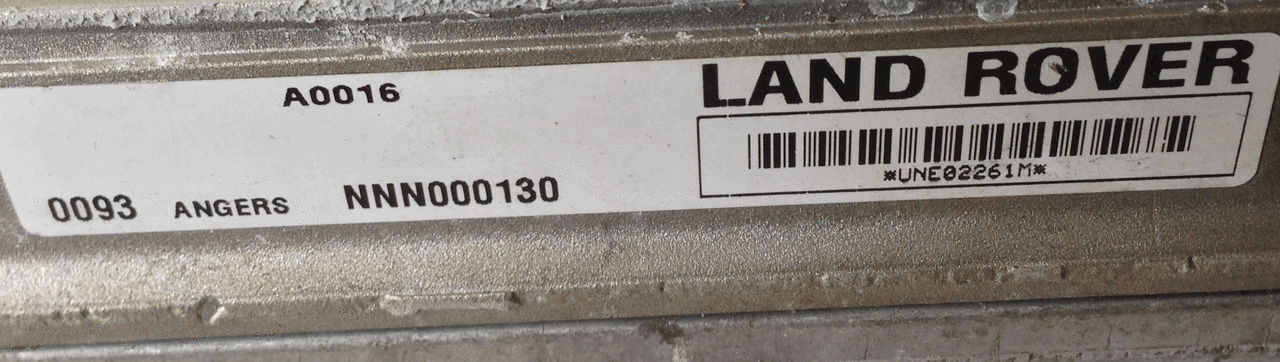 A0016
LAND ROVER
*UNE02261M*
0093 ANGERS NNN000130